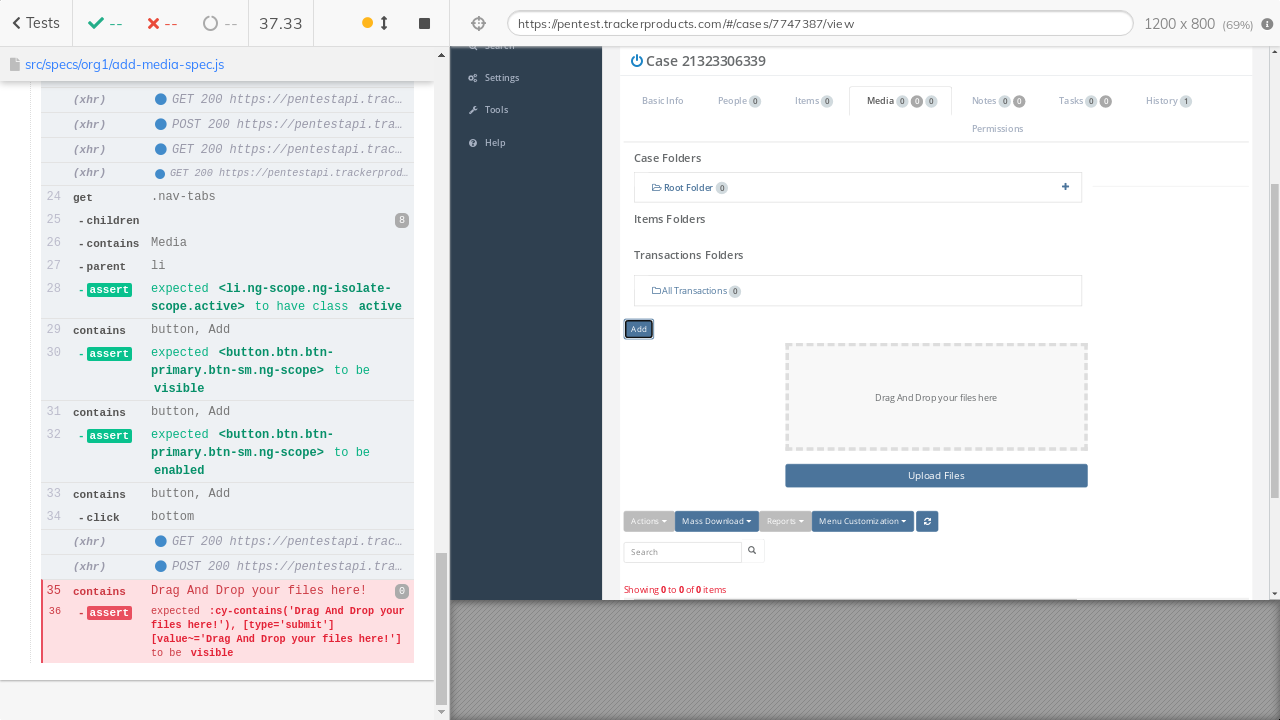 Tests
--
--
--
37.33
https://pentest.trackerproducts.com/#/cases/7747387/view
1200 x 800 (69%)
src/specs/org1/add-media-spec.js
(xhr) GET 200 https://pentestapi.trac…
(xhr) POST 200 https://pentestapi.tra…
(xhr) GET 200 https://pentestapi.trac…
(xhr) GET 200 https://pentestapi.trackerprod…
24 get .nav-tabs
25 - children 8
26 - contains Media
27 - parent li
28 - assert expected <li.ng-scope.ng-isolate-
scope.active> to have class active
29 contains button, Add
30 - assert expected <button.btn.btn-
primary.btn-sm.ng-scope> to be
visible
31 contains button, Add
32 - assert expected <button.btn.btn-
primary.btn-sm.ng-scope> to be
enabled
33 contains button, Add
34 - click bottom
(xhr) GET 200 https://pentestapi.trac…
(xhr) POST 200 https://pentestapi.tra…
35 contains Drag And Drop your files here! 0
36 - assert expected :cy-contains('Drag And Drop your
files here!'), [type='submit']
[value~='Drag And Drop your files here!']
to be visible
Search
Settings
Tools
Help
Case 21323306339
Basic Info
People 0
Items 0
Media 0 0 0
Notes 0 0
Tasks 0 0
History 1
Permissions
Case Folders
Root Folder 0
Items Folders
Transactions Folders
All Transactions 0
Add
Drag And Drop your files here
Upload Files
Actions
Mass Download
Reports
Menu Customization
Search
Showing 0 to 0 of 0 items